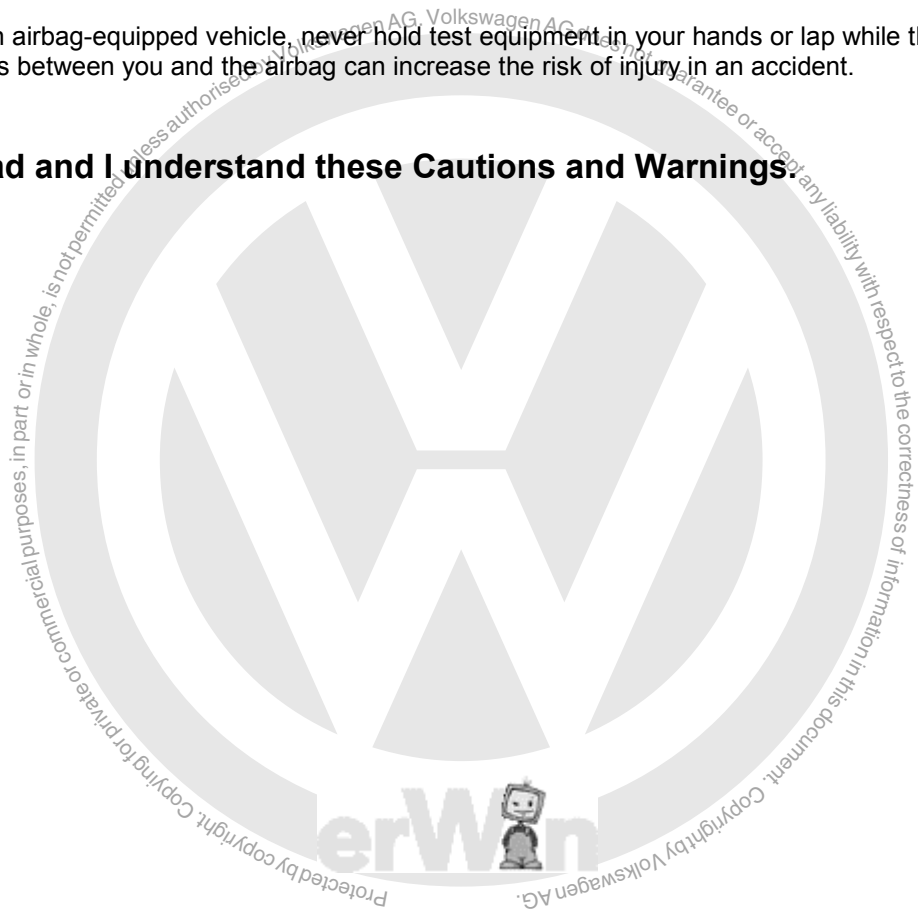 airbag-equipped vehicle, never hold test equipment in your hands or lap while
between you and the airbag can increase the risk of injury in an accident.
and I understand these Cautions and Warnings.
Protected by copyright. Copying for private or commercial purposes, in part or in whole, is not permitted unless authorised by Volkswagen AG. Volkswagen AG does not guarantee or accept any liability with respect to the correctness of information in this document. Copyright by Volkswagen AG.
erWin